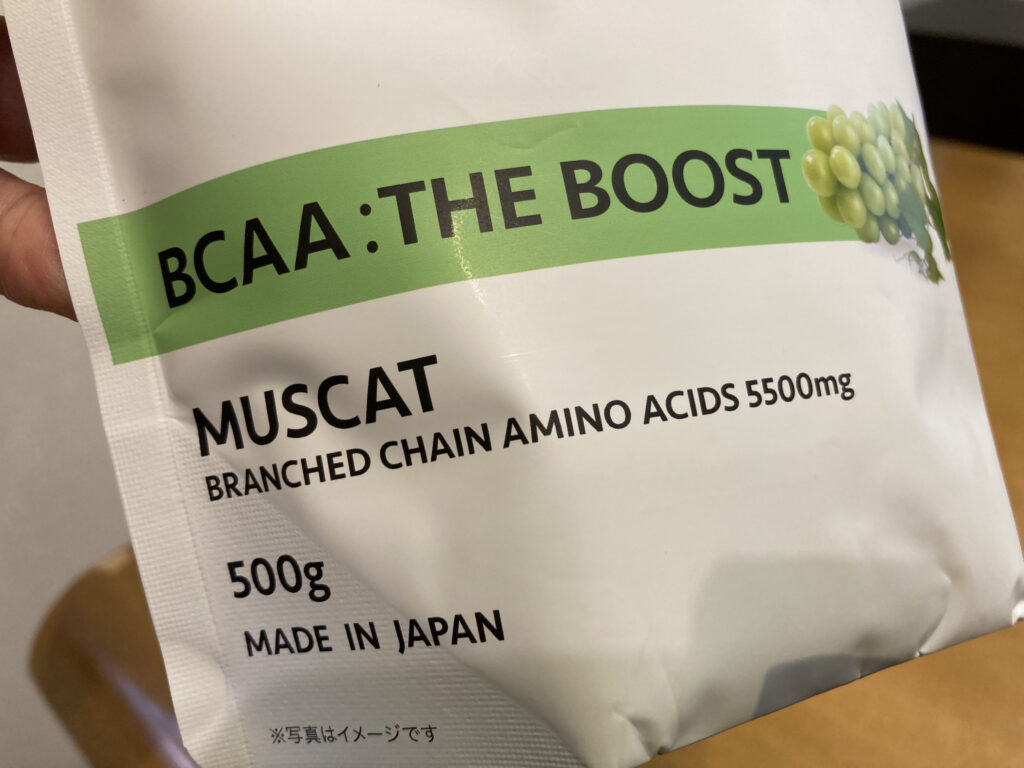 BCAA:THE BOOST
MUSCAT
BRANCHED CHAIN AMINO ACIDS 5500mg
500g
MADE IN JAPAN
※写真はイメージです